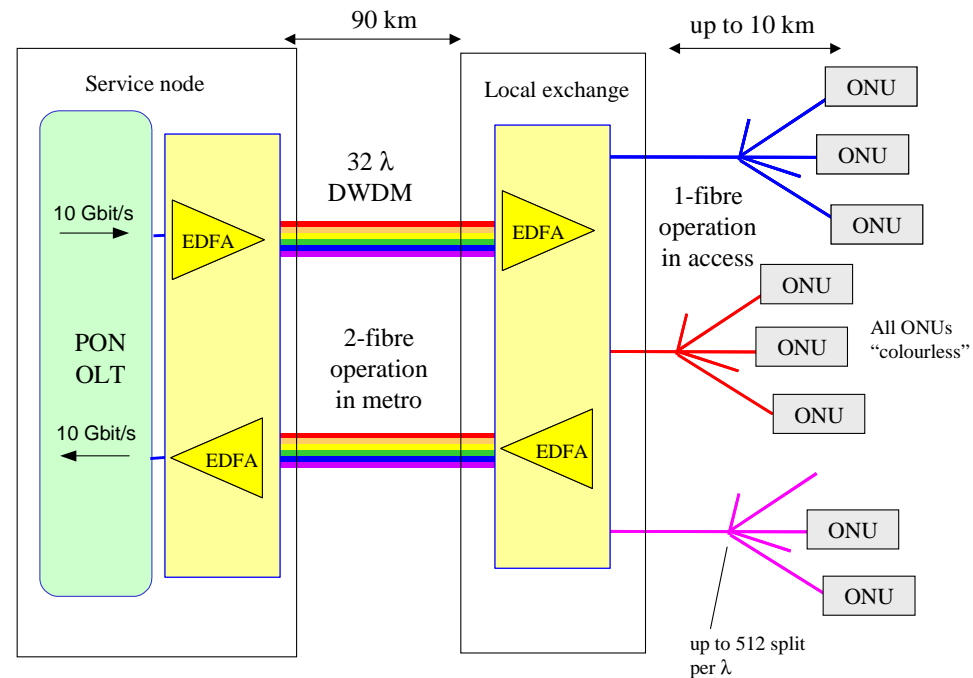 90 km
up to 10 km
Service node
Local exchange
ONU
ONU
ONU
32 λ
DWDM
10 Gbit/s
EDFA
EDFA
1-fibre
operation
in access
ONU
ONU
ONU
All ONUs
“colourless”
PON
OLT
2-fibre
operation
in metro
10 Gbit/s
EDFA
EDFA
ONU
ONU
up to 512 split
per λ